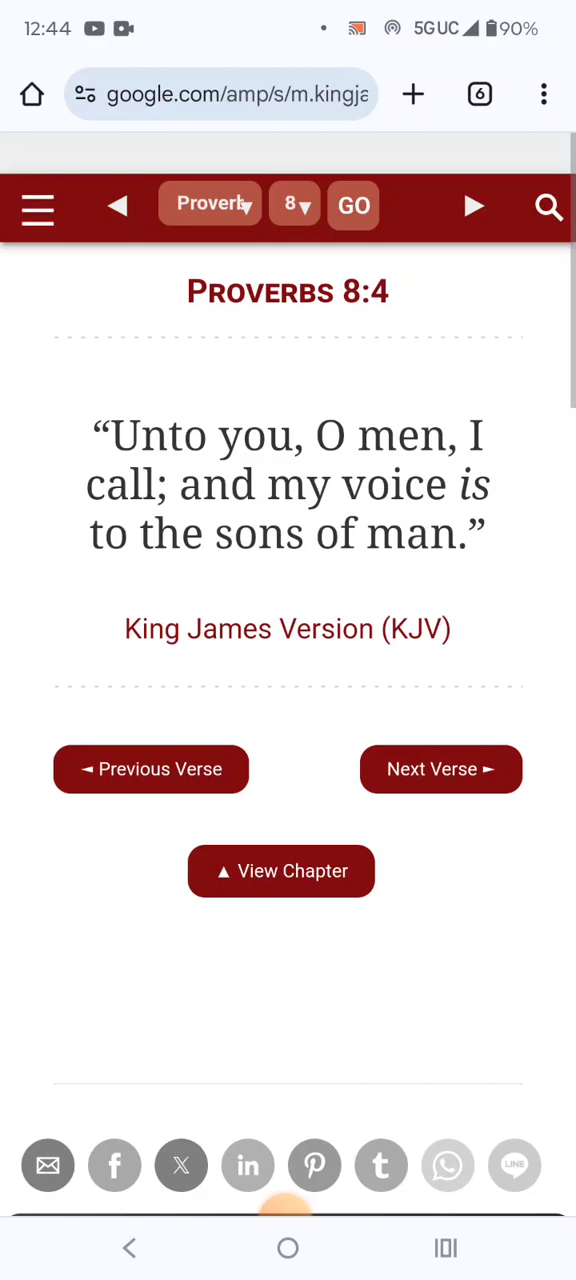 12:44 5GUC 90%
google.com/amp/s/m.kingja
6
Proverb 8 GO
PROVERBS 8:4
“Unto you, O men, I
call; and my voice is
to the sons of man.”
King James Version (KJV)
◄ Previous Verse Next Verse ►
▲ View Chapter
f X in t LINE